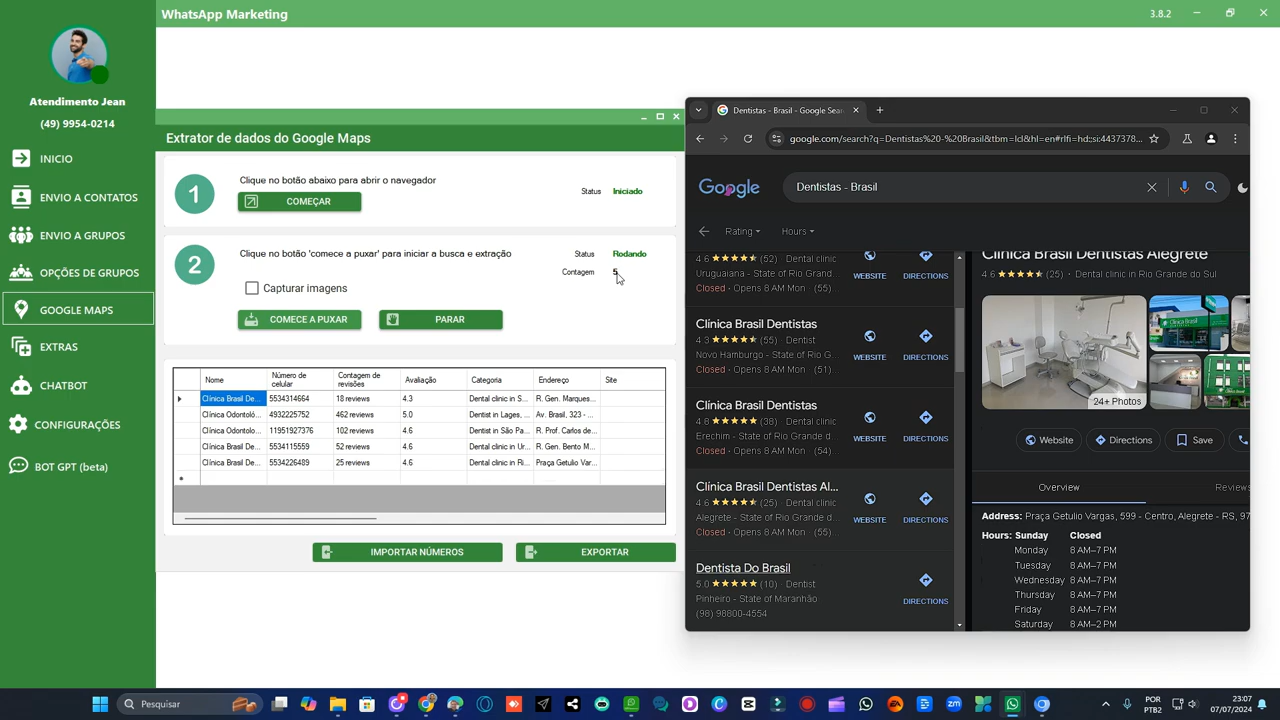 WhatsApp Marketing
3.8.2
Atendimento Jean
(49) 9954-0214
INICIO
ENVIO A CONTATOS
ENVIO A GRUPOS
OPÇÕES DE GRUPOS
GOOGLE MAPS
EXTRAS
CHATBOT
CONFIGURAÇÕES
BOT GPT (beta)
Extrator de dados do Google Maps
1
Clique no botão abaixo para abrir o navegador
COMEÇAR
Status Iniciado
2
Clique no botão 'comece a puxar' para iniciar a busca e extração
Status Rodando
Contagem 5
Capturar imagens
COMECE A PUXAR
PARAR
Nome Número de celular Contagem de revisões Avaliação Categoria Endereço Site
Clínica Brasil De... 5534314664 18 reviews 4.3 Dental clinic in S... R. Gen. Marques...
Clínica Odontoló... 4932225752 462 reviews 5.0 Dentist in Lages, ... Av. Brasil, 323 - ...
Clínica Odontolo... 11951927376 102 reviews 4.6 Dentist in São Pa... R. Prof. Carlos de...
Clínica Brasil De... 5534115559 52 reviews 4.6 Dental clinic in Ur... R. Gen. Bento M...
Clínica Brasil De... 5534226489 25 reviews 4.6 Dental clinic in Ri... Praça Getulio Var...
IMPORTAR NÚMEROS
EXPORTAR
Dentistas - Brasil - Google Sear
google.com/search?q=Dentistas%20-%20Brasil&tbm=lcl&hl=en#rlfi=hd:;si:4437378...
Google
Dentistas - Brasil
Rating
Hours
4.6 (52) · Dental clinic
Uruguaiana - State of Rio G...
Closed · Opens 8 AM Mon · (55)
WEBSITE
DIRECTIONS
Clínica Brasil Dentistas
4.3 (55) · Dental clinic
Novo Hamburgo - State of Ri...
Closed · Opens 8 AM Mon · (51)
WEBSITE
DIRECTIONS
Clínica Brasil Dentistas
4.8 (38) · Dental clinic
Erechim - State of Rio Grand...
Closed · Opens 8 AM Mon · (54)
WEBSITE
DIRECTIONS
Clínica Brasil Dentistas Al...
4.6 (25) · Dental clinic
Alegrete - State of Rio Grande d...
Closed · Opens 8 AM Mon · (55)
WEBSITE
DIRECTIONS
Dentista Do Brasil
5.0 (10) · Dentist
Pinheiro - State of Maranhão
(98) 98800-4554
DIRECTIONS
Clínica Brasil Dentistas Alegrete
4.6 (25) · Dental clinic in Rio Grande do Sul
24+ Photos
Website
Directions
Save
Overview
Reviews
Address: Praça Getulio Vargas, 599 - Centro, Alegrete - RS, 97
Hours: Sunday Closed
Monday 8 AM–7 PM
Tuesday 8 AM–7 PM
Wednesday 8 AM–7 PM
Thursday 8 AM–7 PM
Friday 8 AM–7 PM
Saturday 8 AM–2 PM
Pesquisar
POR
PTB2
23:07
07/07/2024